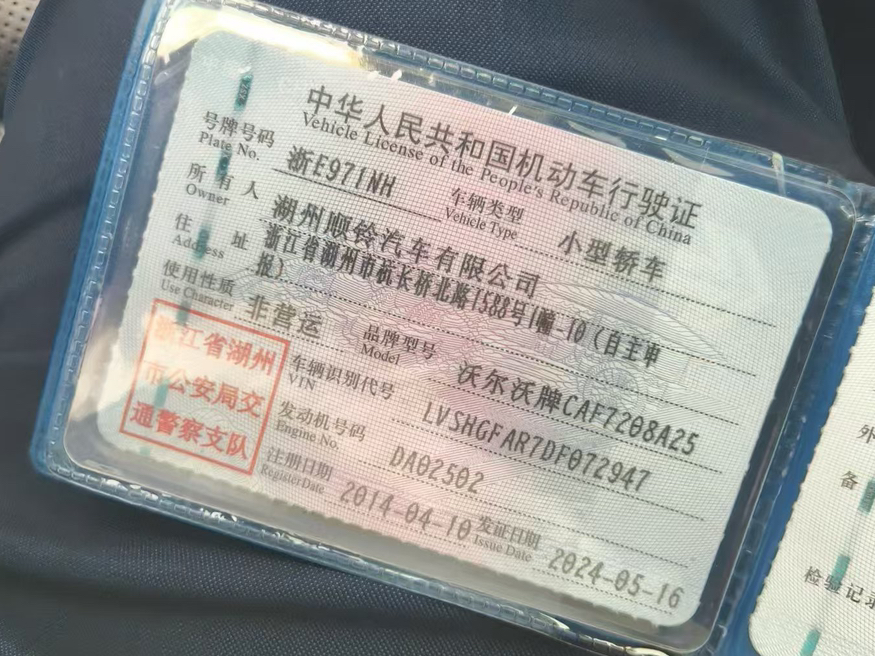 中华人民共和国机动车行驶证
Vehicle License of the People's Republic of China
号牌号码 浙E971NH 车辆类型 小型轿车
Plate No. Vehicle Type
所有人 湖州顺铃汽车有限公司
Owner
住址 浙江省湖州市杭长桥北路1588号1幢-10（自主申
Address 报）
使用性质 非营运 品牌型号 沃尔沃牌CAF7208A25
Use Character Model
浙江省湖州
市公安局交
通警察支队
车辆识别代号 LVSHGFAR7DF072947
VIN
发动机号码 DA02502
Engine No.
注册日期 2014-04-10 发证日期 2024-05-16
Register Date Issue Date
外
备
检验记录